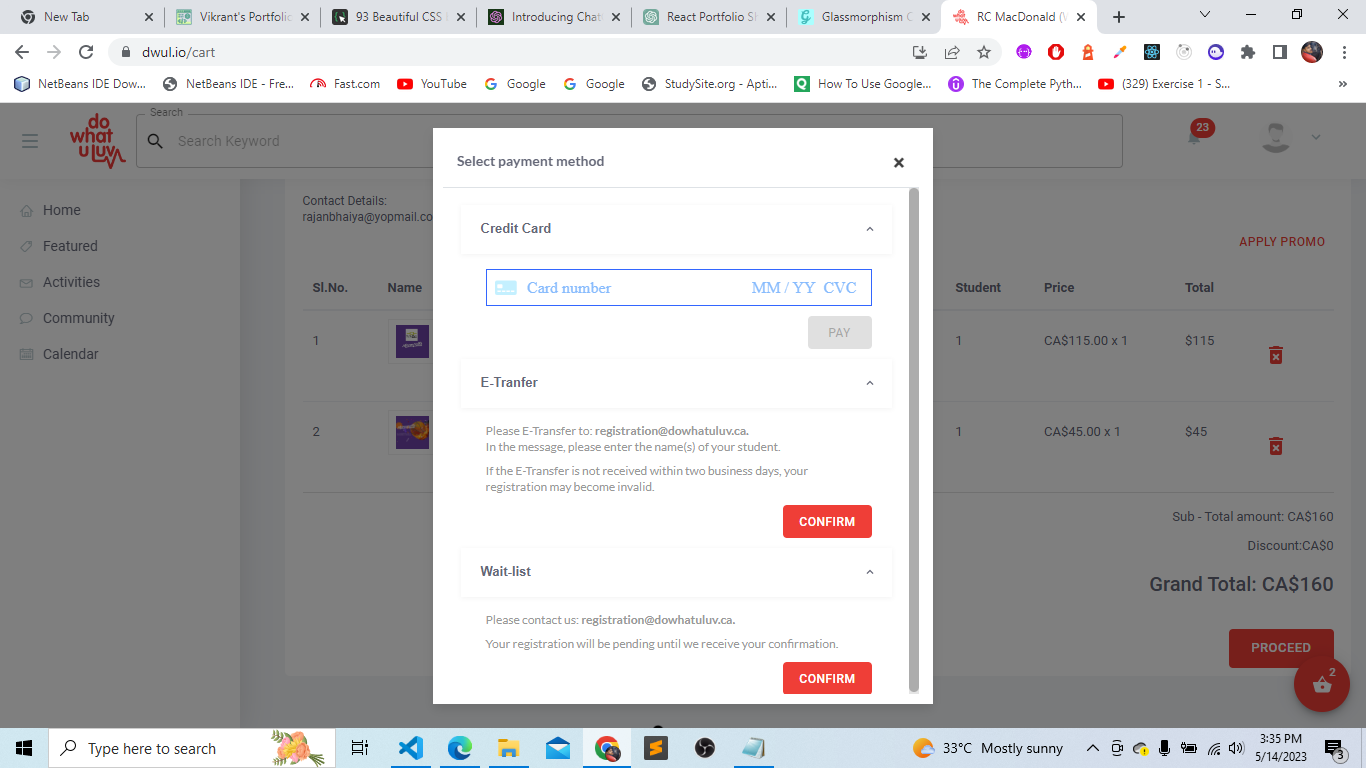 New Tab
Vikrant's Portfolio
93 Beautiful CSS
Introducing Chat
React Portfolio S
Glassmorphism C
RC MacDonald (V
dwul.io/cart
NetBeans IDE Dow...
NetBeans IDE - Fre...
Fast.com
YouTube
Google
Google
StudySite.org - Apti...
How To Use Google...
The Complete Pyth...
(329) Exercise 1 - S...
»
do what u luv
Search
Search Keyword
23
Home
Featured
Activities
Community
Calendar
Contact Details:
rajanbhaiya@yopmail.co
APPLY PROMO
Sl.No. Name Student Price Total
1 1 CA$115.00 x 1 $115
2 1 CA$45.00 x 1 $45
Sub - Total amount: CA$160
Discount:CA$0
Grand Total: CA$160
PROCEED
2
Select payment method
Credit Card
Card number MM / YY CVC
PAY
E-Tranfer
Please E-Transfer to: registration@dowhatuluv.ca.
In the message, please enter the name(s) of your student.
If the E-Transfer is not received within two business days, your
registration may become invalid.
CONFIRM
Wait-list
Please contact us: registration@dowhatuluv.ca.
Your registration will be pending until we receive your confirmation.
CONFIRM
Type here to search
33°C Mostly sunny
3:35 PM
5/14/2023
3